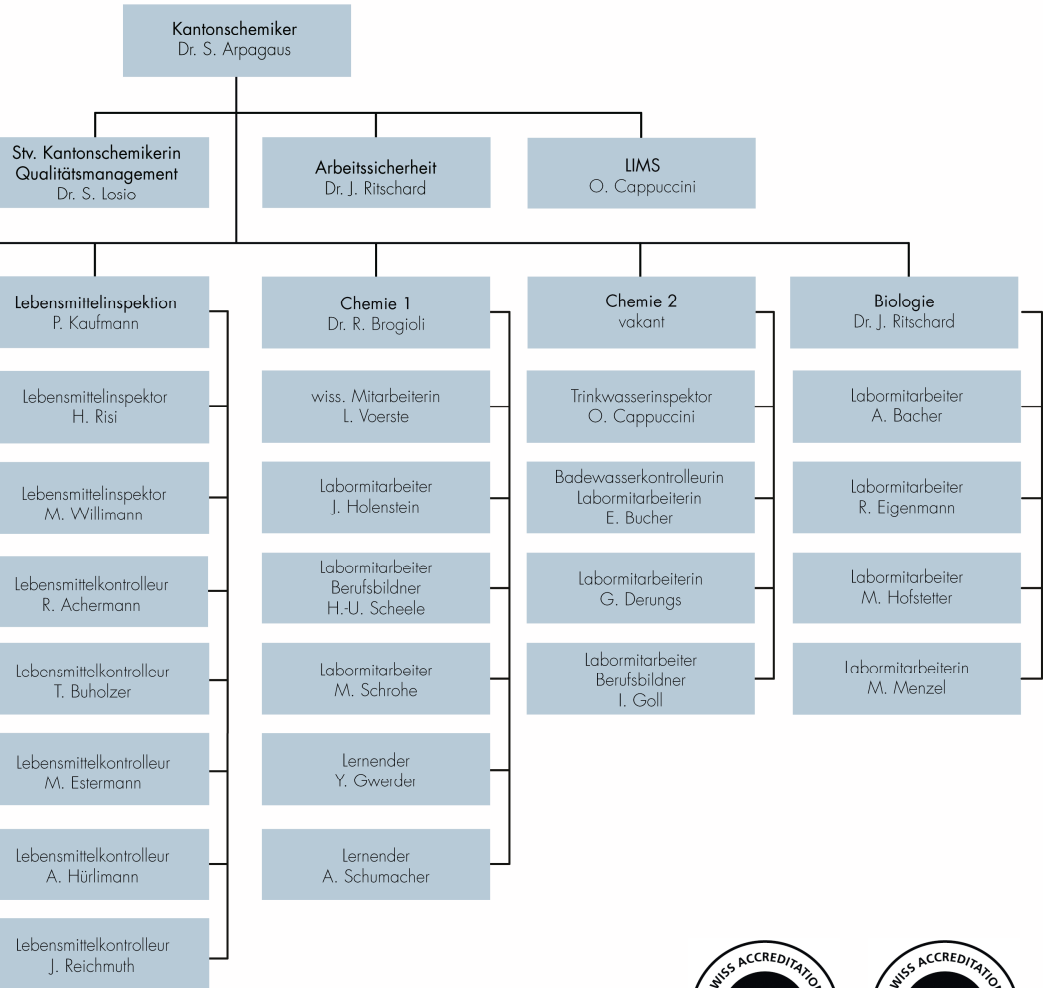 Kantonschemiker
Dr. S. Arpagaus
Stv. Kantonschemikerin
Qualitätsmanagement
Dr. S. Losio
Arbeitssicherheit
Dr. J. Ritschard
LIMS
O. Cappuccini
Lebensmittelinspektion
P. Kaufmann
Lebensmittelinspektor
H. Risi
Lebensmittelinspektor
M. Willimann
Lebensmittelkontrolleur
R. Achermann
Lebensmittelkontrolleur
T. Buholzer
Lebensmittelkontrolleur
M. Estermann
Lebensmittelkontrolleur
A. Hürlimann
Lebensmittelkontrolleur
J. Reichmuth
Chemie 1
Dr. R. Brogioli
wiss. Mitarbeiterin
L. Voerste
Labormitarbeiter
J. Holenstein
Labormitarbeiter
Berufsbildner
H.-U. Scheele
Labormitarbeiter
M. Schrohe
Lernender
Y. Gwerder
Lernender
A. Schumacher
Chemie 2
vakant
Trinkwasserinspektor
O. Cappuccini
Badewasserkontrolleurin
Labormitarbeiterin
E. Bucher
Labormitarbeiterin
G. Derungs
Labormitarbeiter
Berufsbildner
I. Goll
Biologie
Dr. J. Ritschard
Labormitarbeiter
A. Bacher
Labormitarbeiter
R. Eigenmann
Labormitarbeiter
M. Hofstetter
Labormitarbeiterin
M. Menzel
ACCREDITA
ACCREDITA